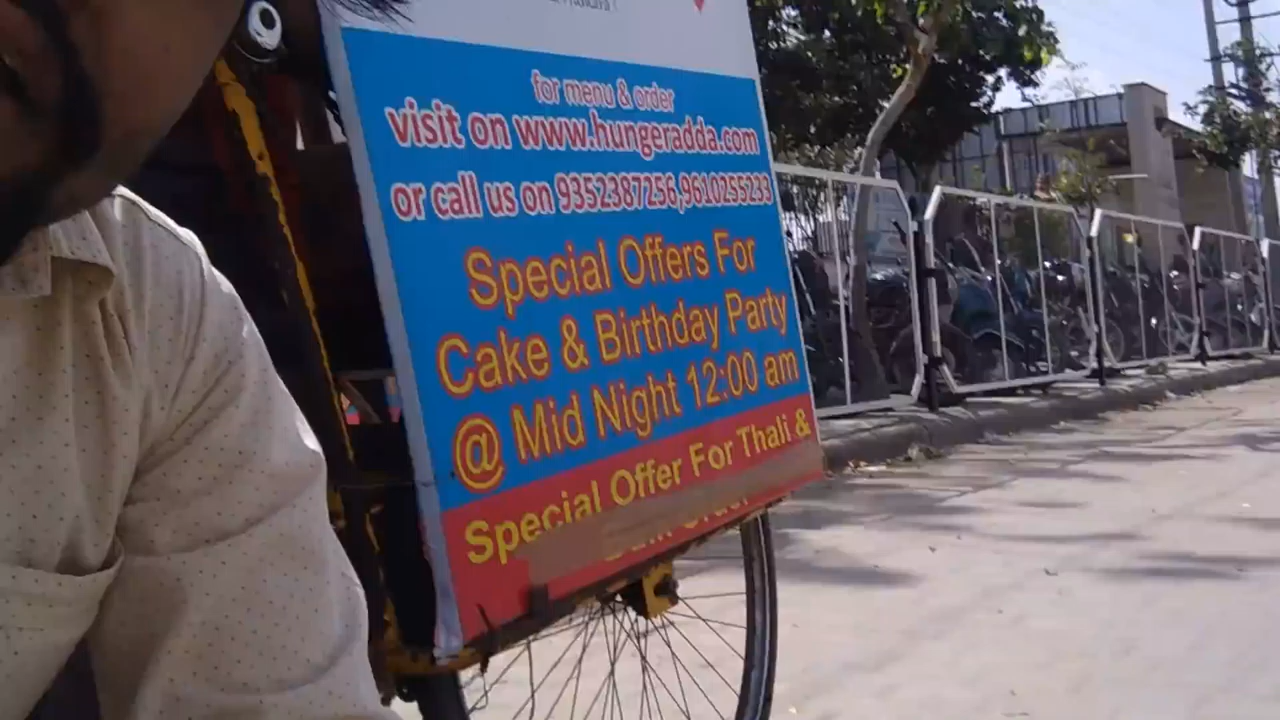 for menu & order
visit on www.hungeradda.com
or call us on 9352387256,9610255233
Special Offers For
Cake & Birthday Party
@ Mid Night 12:00 am
Special Offer For Thali &
Order